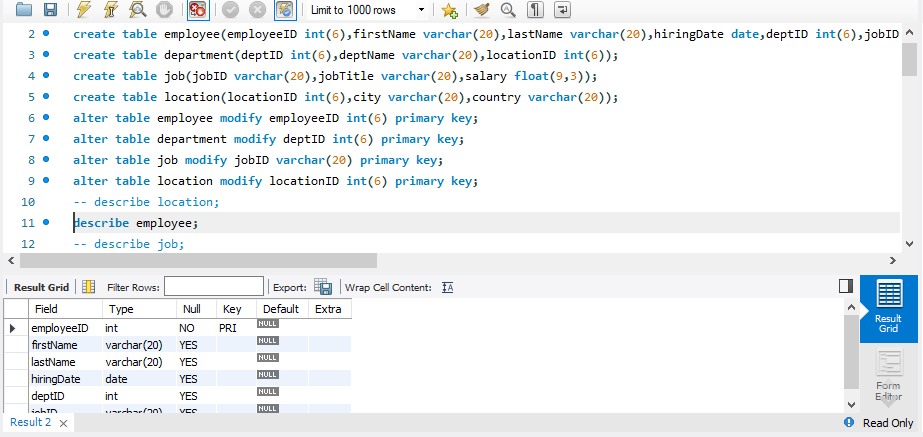 Limit to 1000 rows
2 create table employee(employeeID int(6),firstName varchar(20),lastName varchar(20),hiringDate date,deptID int(6),jobID
3 create table department(deptID int(6),deptName varchar(20),locationID int(6));
4 create table job(jobID varchar(20),jobTitle varchar(20),salary float(9,3));
5 create table location(locationID int(6),city varchar(20),country varchar(20));
6 alter table employee modify employeeID int(6) primary key;
7 alter table department modify deptID int(6) primary key;
8 alter table job modify jobID varchar(20) primary key;
9 alter table location modify locationID int(6) primary key;
10 -- describe location;
11 describe employee;
12 -- describe job;
Result Grid Filter Rows: Export: Wrap Cell Content:
Field Type Null Key Default Extra
employeeID int NO PRI NULL
firstName varchar(20) YES NULL
lastName varchar(20) YES NULL
hiringDate date YES NULL
deptID int YES NULL
jobID varchar(20) YES NULL
Result
Grid
Form
Editor
Result 2 Read Only